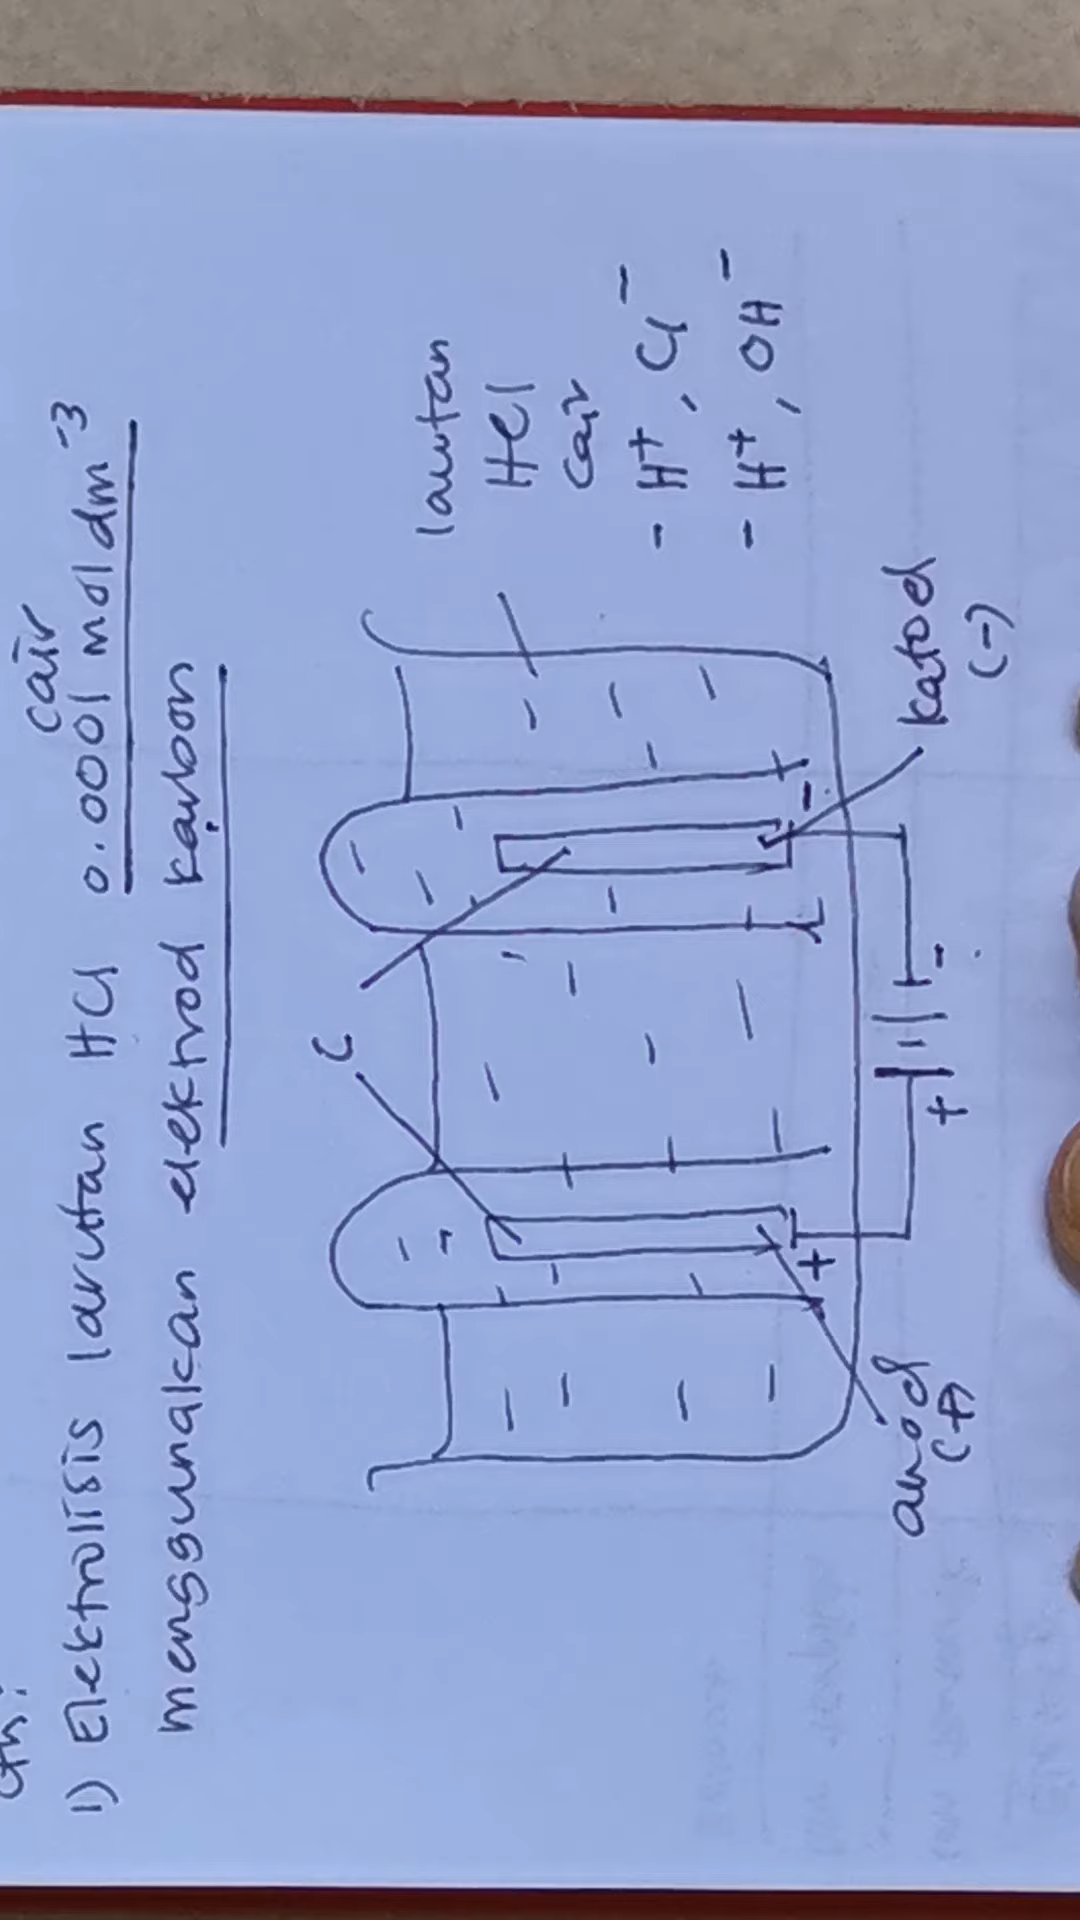 Cth:
cair
1) Elektrolisis larutan HCl 0.0001 mol dm⁻³
menggunakan elektrod karbon
C
larutan
HCl
cair
- H⁺, Cl⁻
- H⁺, OH⁻
+
-
anod
(+)
katod
(-)
+
-